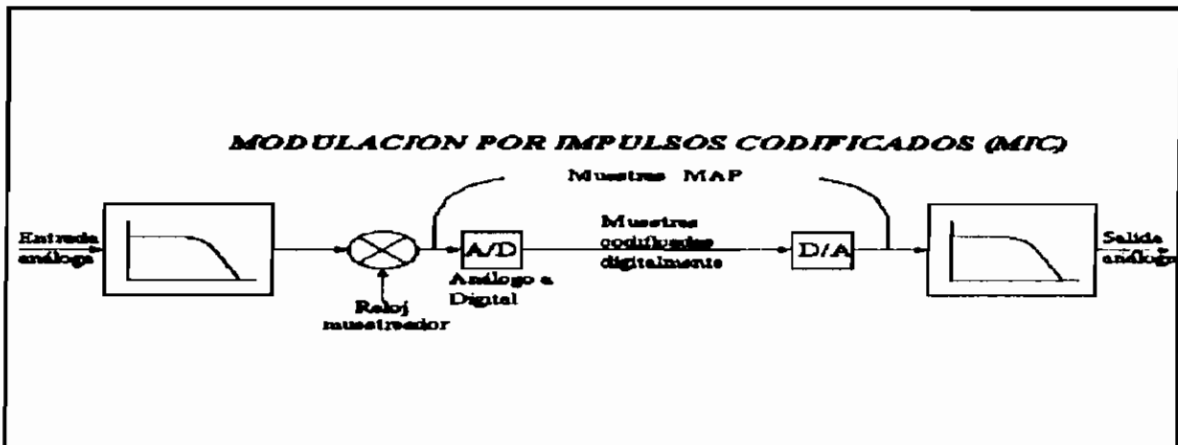 MODULACION POR IMPULSOS CODIFICADOS (MIC)
Muestras MAP
Entrada
análoga
A/D
Análogo a
Digital
Reloj
muestreador
Muestras
codificadas
digitalmente
D/A
Salida
análoga